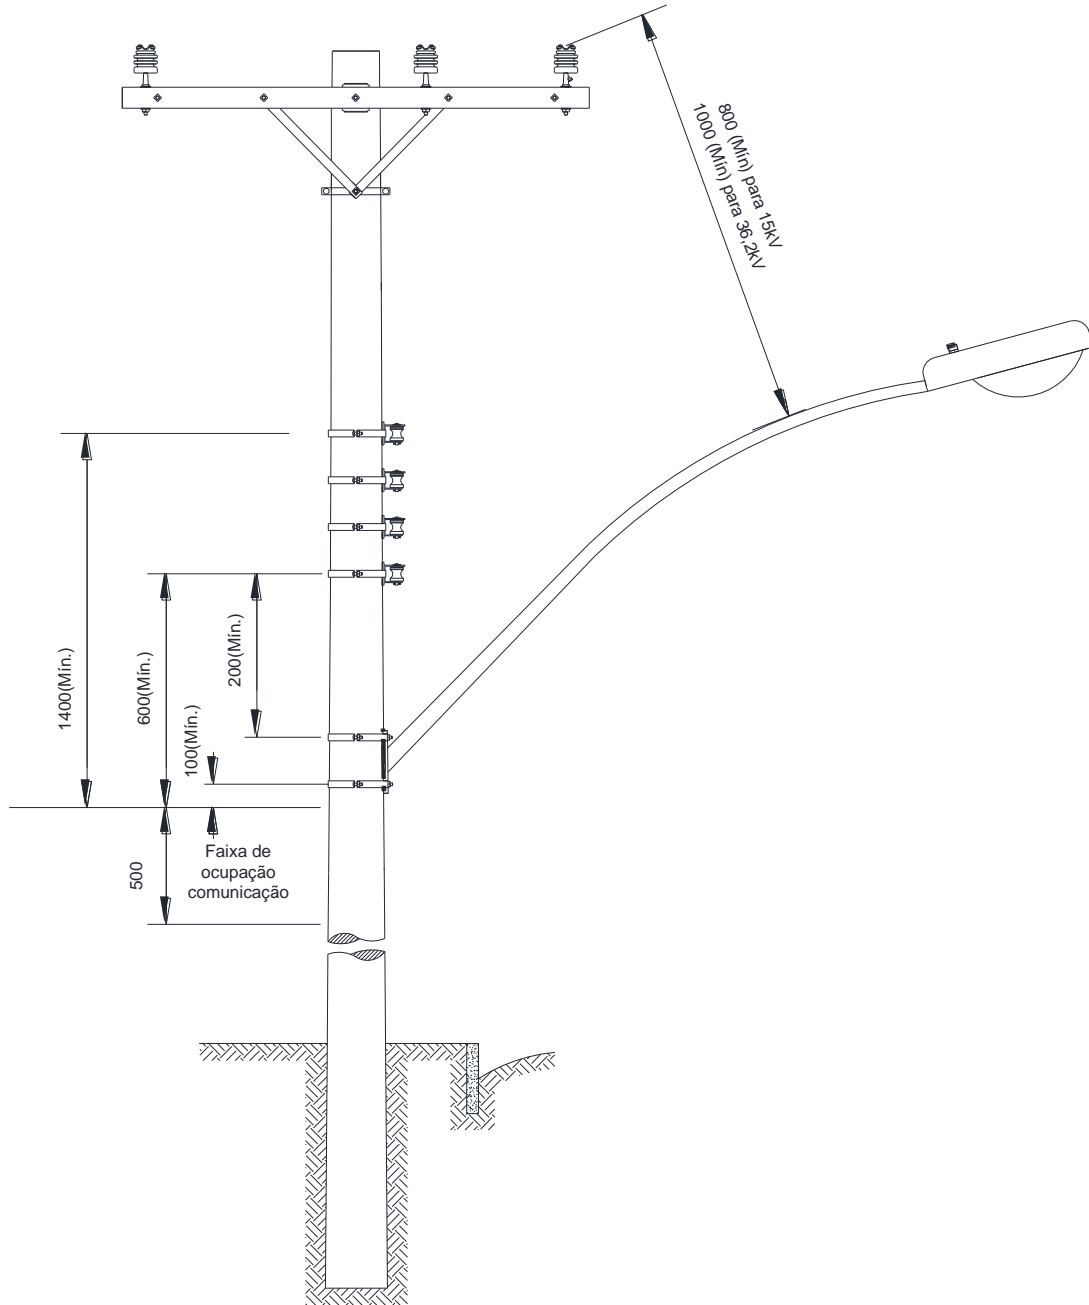 800 (Mín) para 15kV
1000 (Mín) para 36,2kV
1400(Mín.)
600(Mín.)
200(Mín.)
100(Mín.)
500
Faixa de
ocupação
comunicação